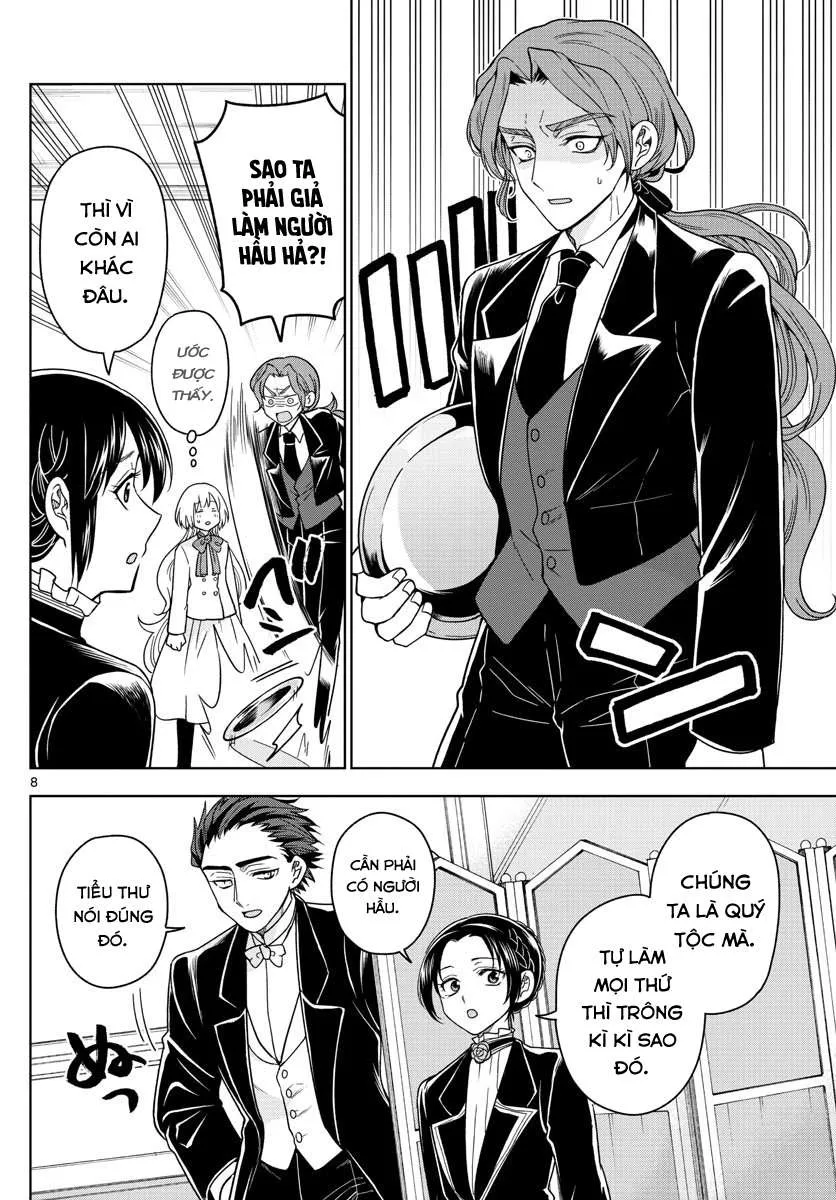 SAO TA
PHẢI GIẢ
LÀM NGƯỜI
HẦU HẢ?!
THÌ VÌ
CÒN AI
KHÁC
ĐÂU.
ƯỚC
ĐƯỢC
THẤY.
8
CHÚNG
TA LÀ QUÝ
TỘC MÀ.
TỰ LÀM
MỌI THỨ
THÌ TRÔNG
KÌ KÌ SAO
ĐÓ.
CẦN PHẢI
CÓ NGƯỜI
HẦU.
TIỂU THƯ
NÓI ĐÚNG
ĐÓ.
ぬっ